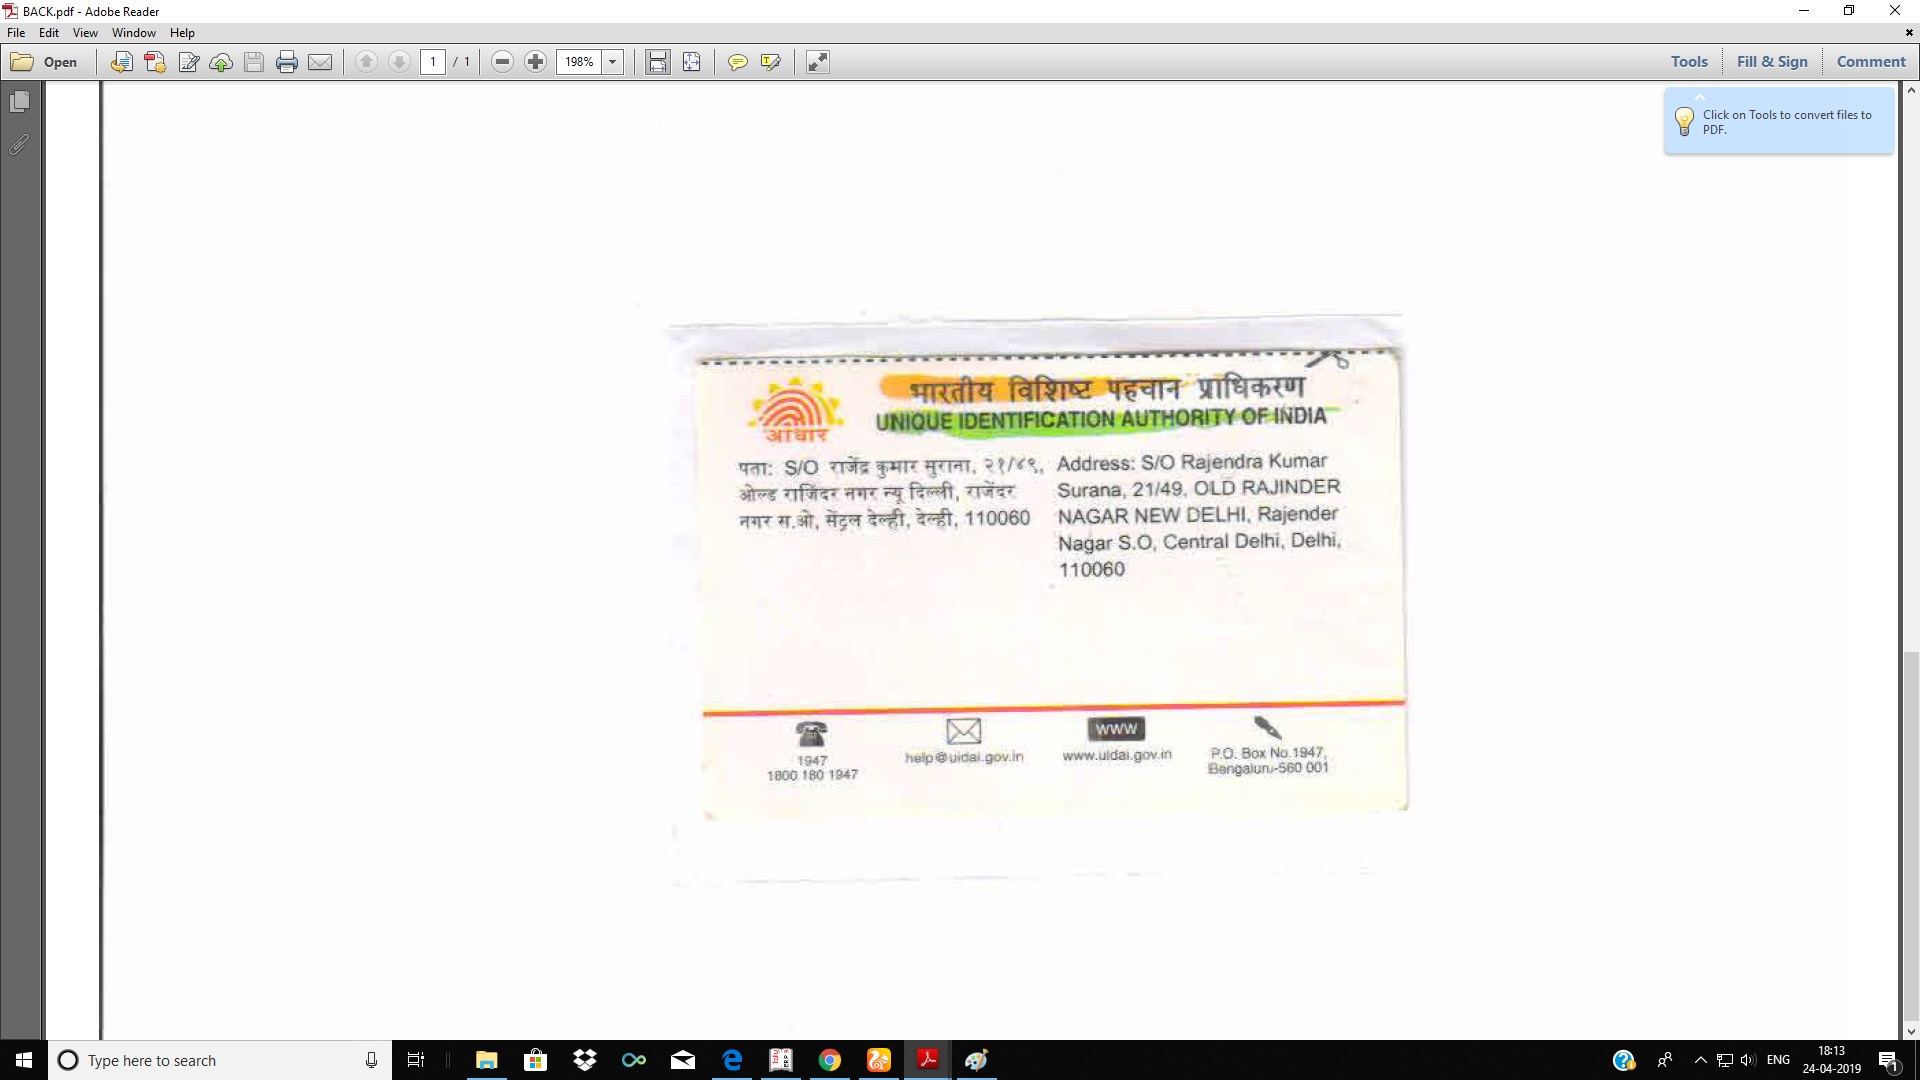 BACK.pdf - Adobe Reader
File Edit View Window Help
Open 1 / 1 198% Tools Fill & Sign Comment
Click on Tools to convert files to
PDF.
भारतीय विशिष्ट पहचान प्राधिकरण
UNIQUE IDENTIFICATION AUTHORITY OF INDIA
आधार
पता: S/O राजेंद्र कुमार सुराना, २१/४९,
ओल्ड राजिंदर नगर न्यू दिल्ली, राजेंदर
नगर स.ओ, सेंट्रल देल्ही, देल्ही, 110060
Address: S/O Rajendra Kumar
Surana, 21/49, OLD RAJINDER
NAGAR NEW DELHI, Rajender
Nagar S.O, Central Delhi, Delhi,
110060
1947
1800 180 1947
help@uidai.gov.in
WWW
www.uidai.gov.in
P.O. Box No.1947,
Bengaluru-560 001
Type here to search
ENG
18:13
24-04-2019
1